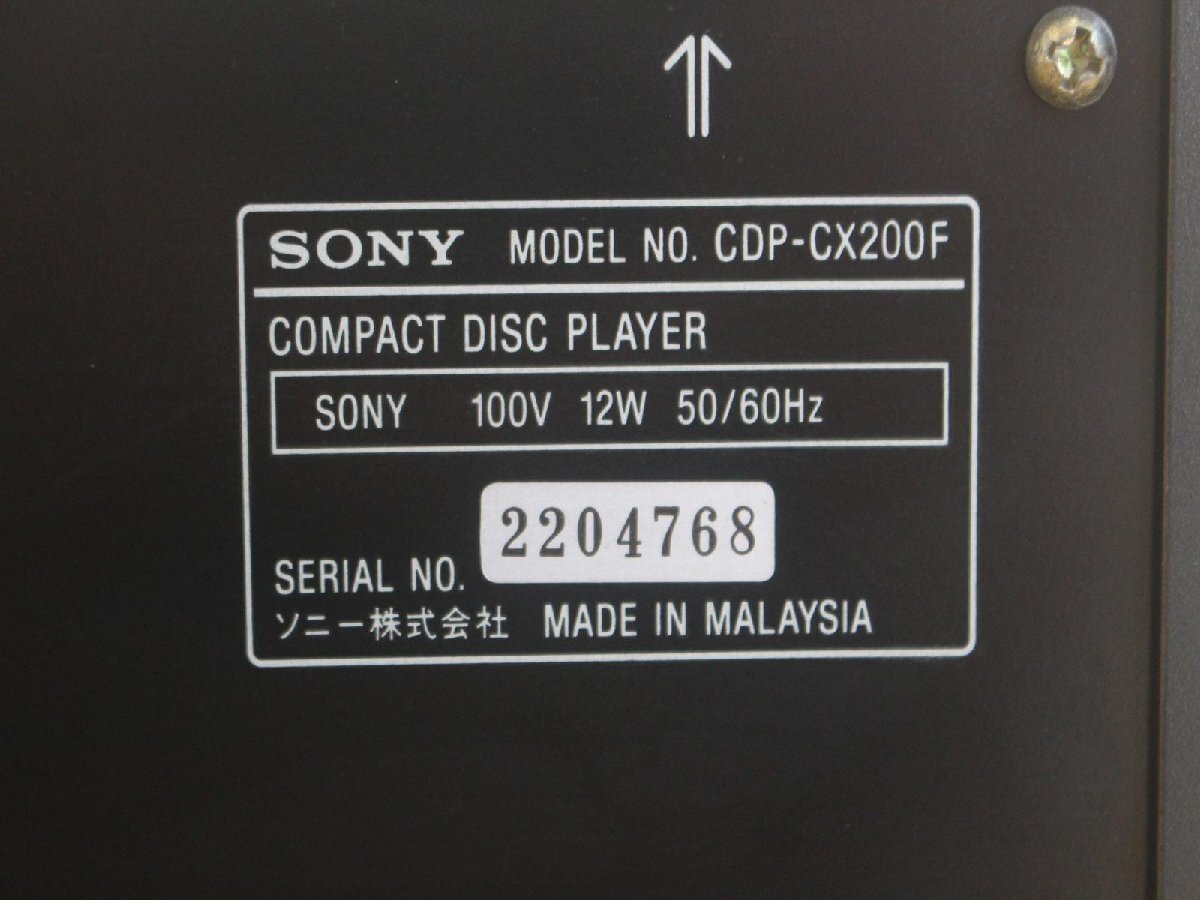 SONY MODEL NO. CDP-CX200F
COMPACT DISC PLAYER
SONY 100V 12W 50/60Hz
SERIAL NO. 2204768
ソニー株式会社 MADE IN MALAYSIA